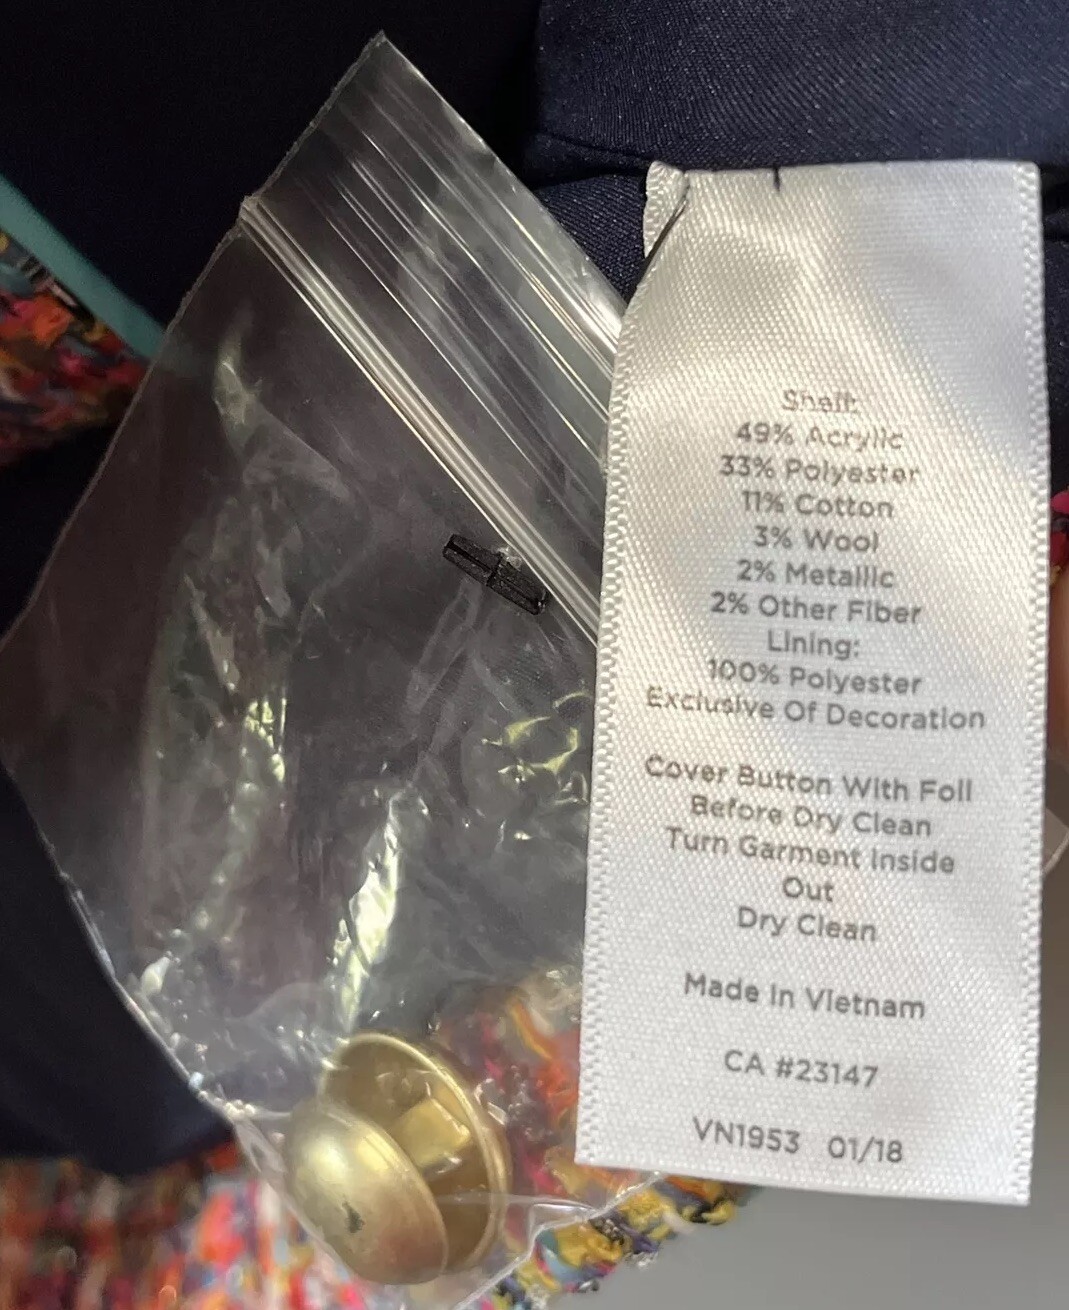 Shell:
49% Acrylic
33% Polyester
11% Cotton
3% Wool
2% Metallic
2% Other Fiber
Lining:
100% Polyester
Exclusive Of Decoration
Cover Button With Foil
Before Dry Clean
Turn Garment Inside
Out
Dry Clean
Made In Vietnam
CA #23147
VN1953 01/18